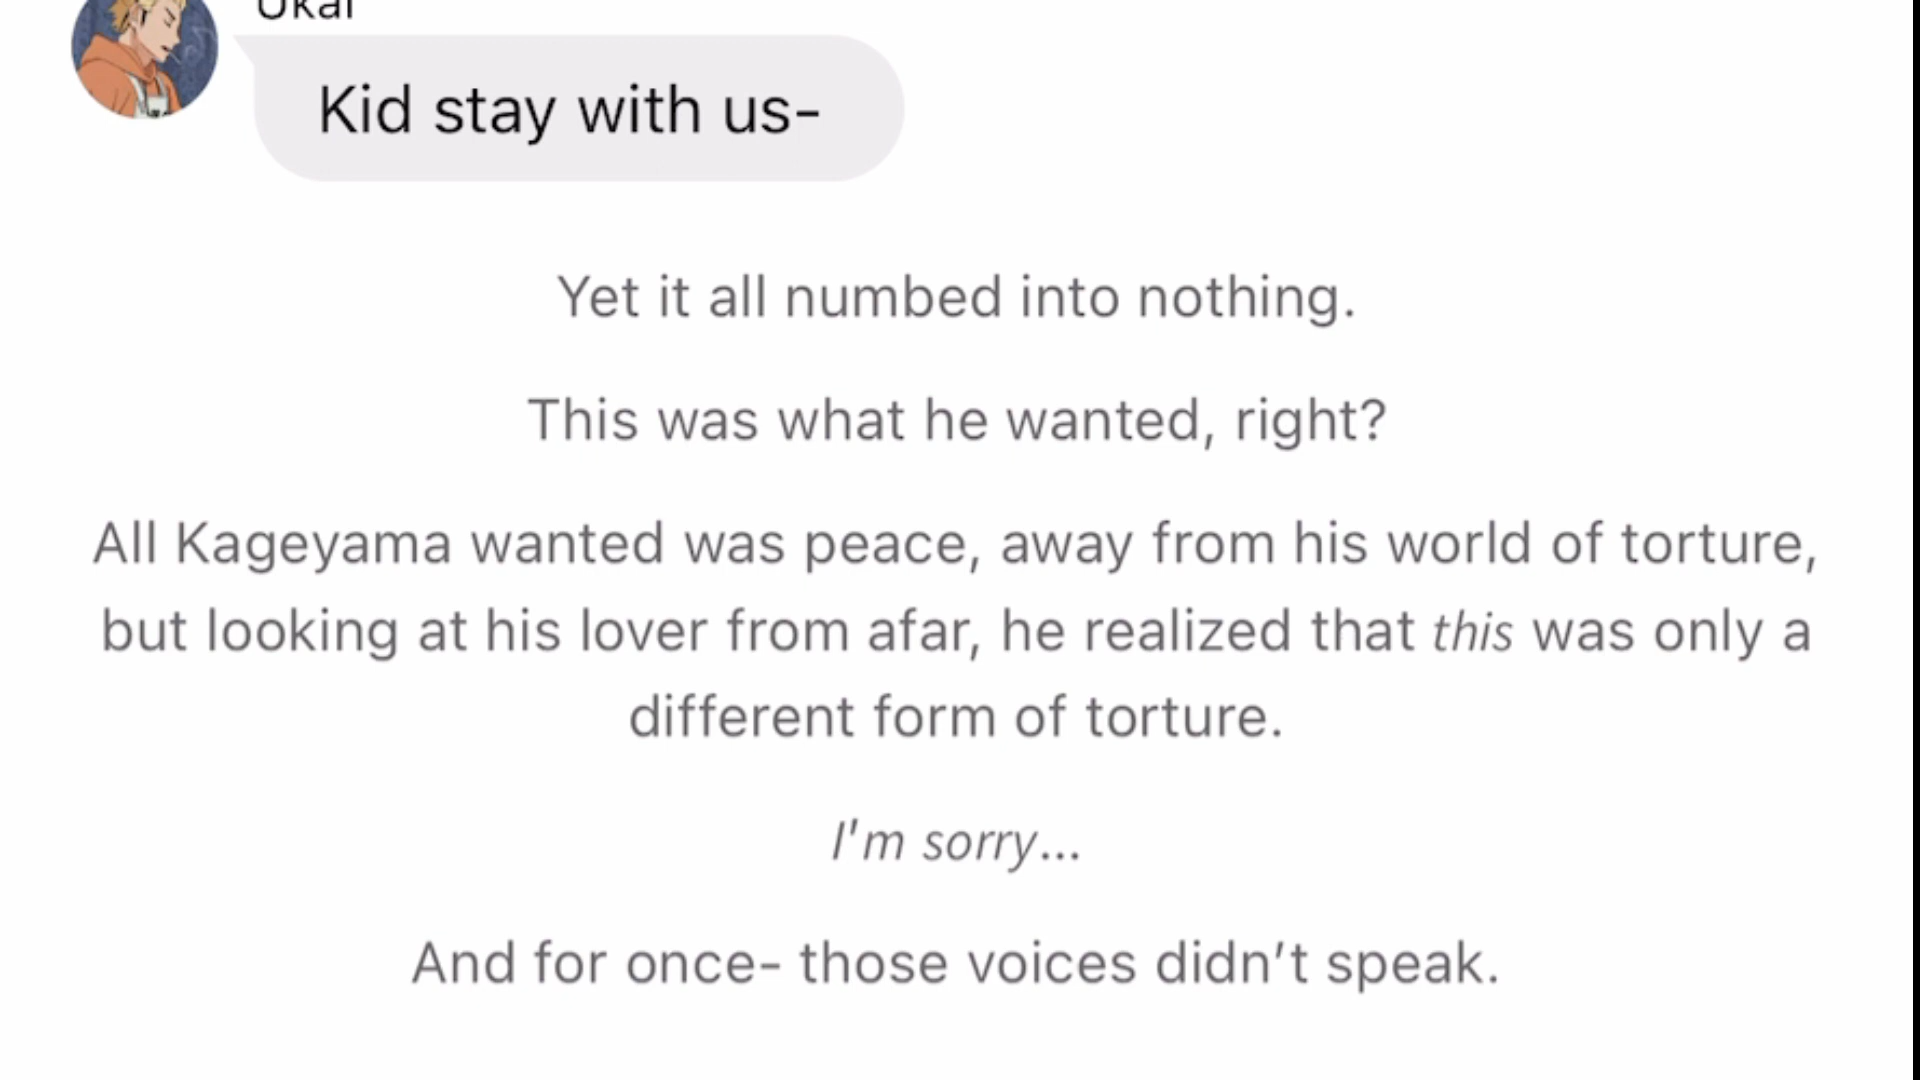 Ukai
Kid stay with us-
Yet it all numbed into nothing.
This was what he wanted, right?
All Kageyama wanted was peace, away from his world of torture,
but looking at his lover from afar, he realized that this was only a
different form of torture.
I'm sorry...
And for once- those voices didn’t speak.